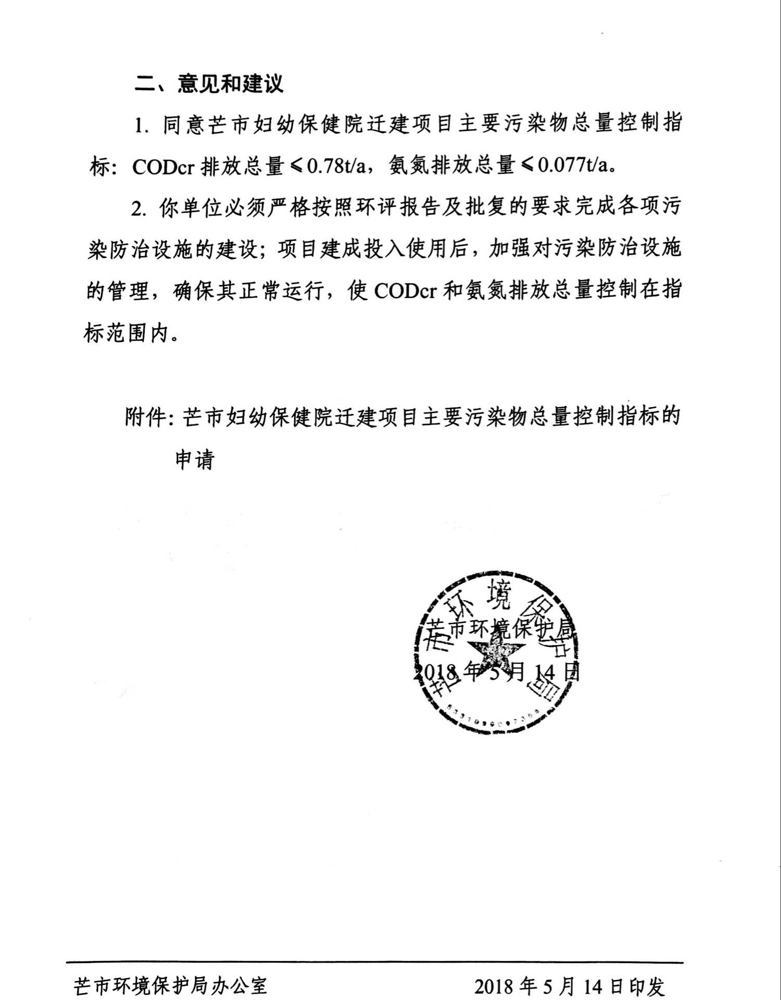 二、意见和建议
1. 同意芒市妇幼保健院迁建项目主要污染物总量控制指
标：CODcr 排放总量≤0.78t/a，氨氮排放总量≤0.077t/a。
2. 你单位必须严格按照环评报告及批复的要求完成各项污
染防治设施的建设；项目建成投入使用后，加强对污染防治设施
的管理，确保其正常运行，使 CODcr 和氨氮排放总量控制在指
标范围内。
附件：芒市妇幼保健院迁建项目主要污染物总量控制指标的
申请
芒市环境保护局
芒市环境保护局
2018 年 5 月 14 日
芒市环境保护局办公室
2018 年 5 月 14 日印发